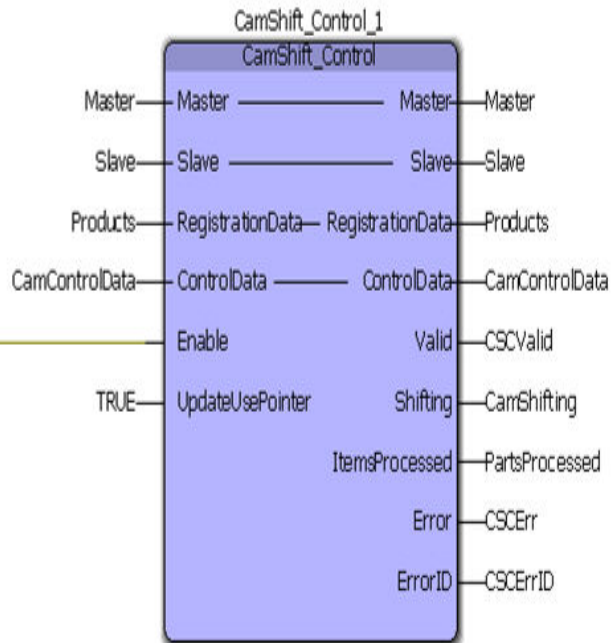 CamShift_Control_1
CamShift_Control
Master Master Master Master
Slave Slave Slave Slave
Products RegistrationData RegistrationData Products
CamControlData ControlData ControlData CamControlData
Enable Valid CSCValid
TRUE UpdateUsePointer Shifting CamShifting
ItemsProcessed PartsProcessed
Error CSCErr
ErrorID CSCErrID